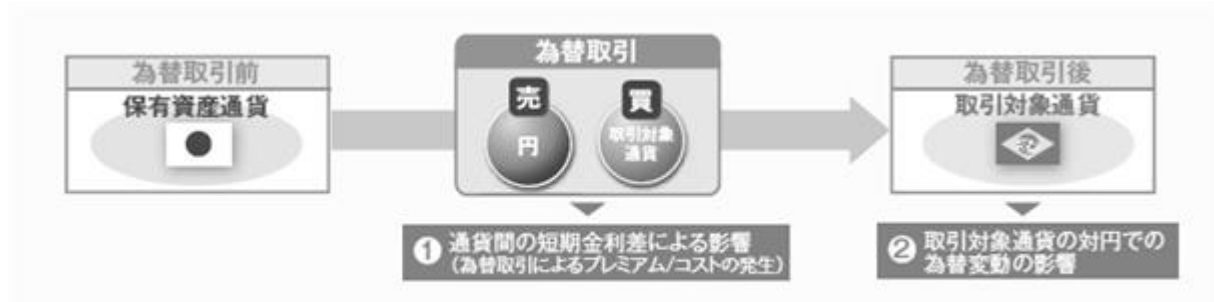 為替取引前
保有資産通貨
為替取引
売
円
買
取引対象
通貨
為替取引後
取引対象通貨
❶ 通貨間の短期金利差による影響
(為替取引によるプレミアム/コストの発生)
❷ 取引対象通貨の対円での
為替変動の影響